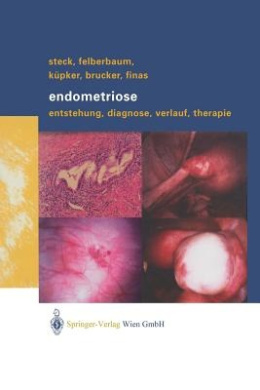 steck, felberbaum,
küpker, brucker, finas
endometriose
entstehung, diagnose, verlauf, therapie
Springer-Verlag Wien GmbH